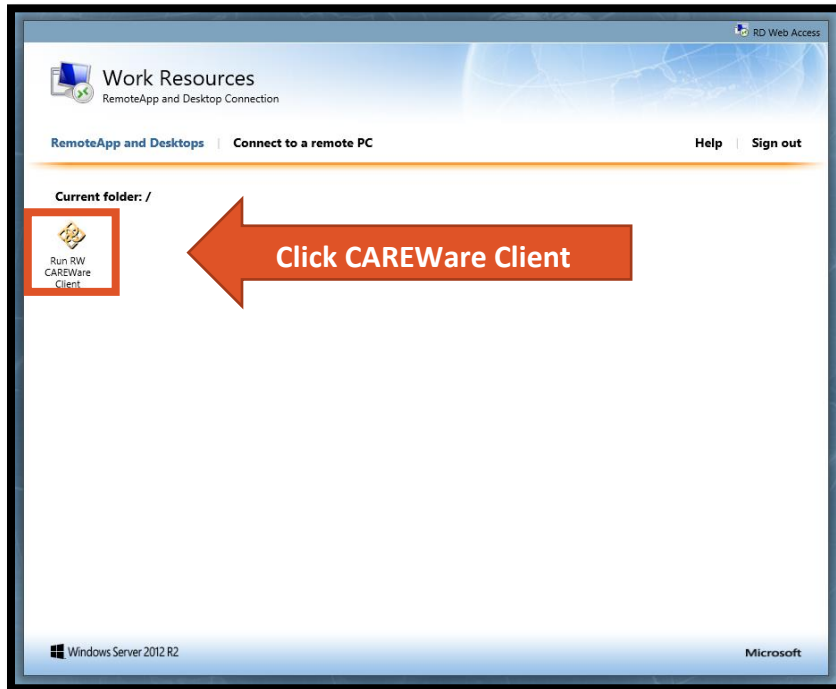 RD Web Access
Work Resources
RemoteApp and Desktop Connection
RemoteApp and Desktops | Connect to a remote PC
Help | Sign out
Current folder: /
Run RW
CAREWare
Client
Click CAREWare Client
Windows Server 2012 R2
Microsoft